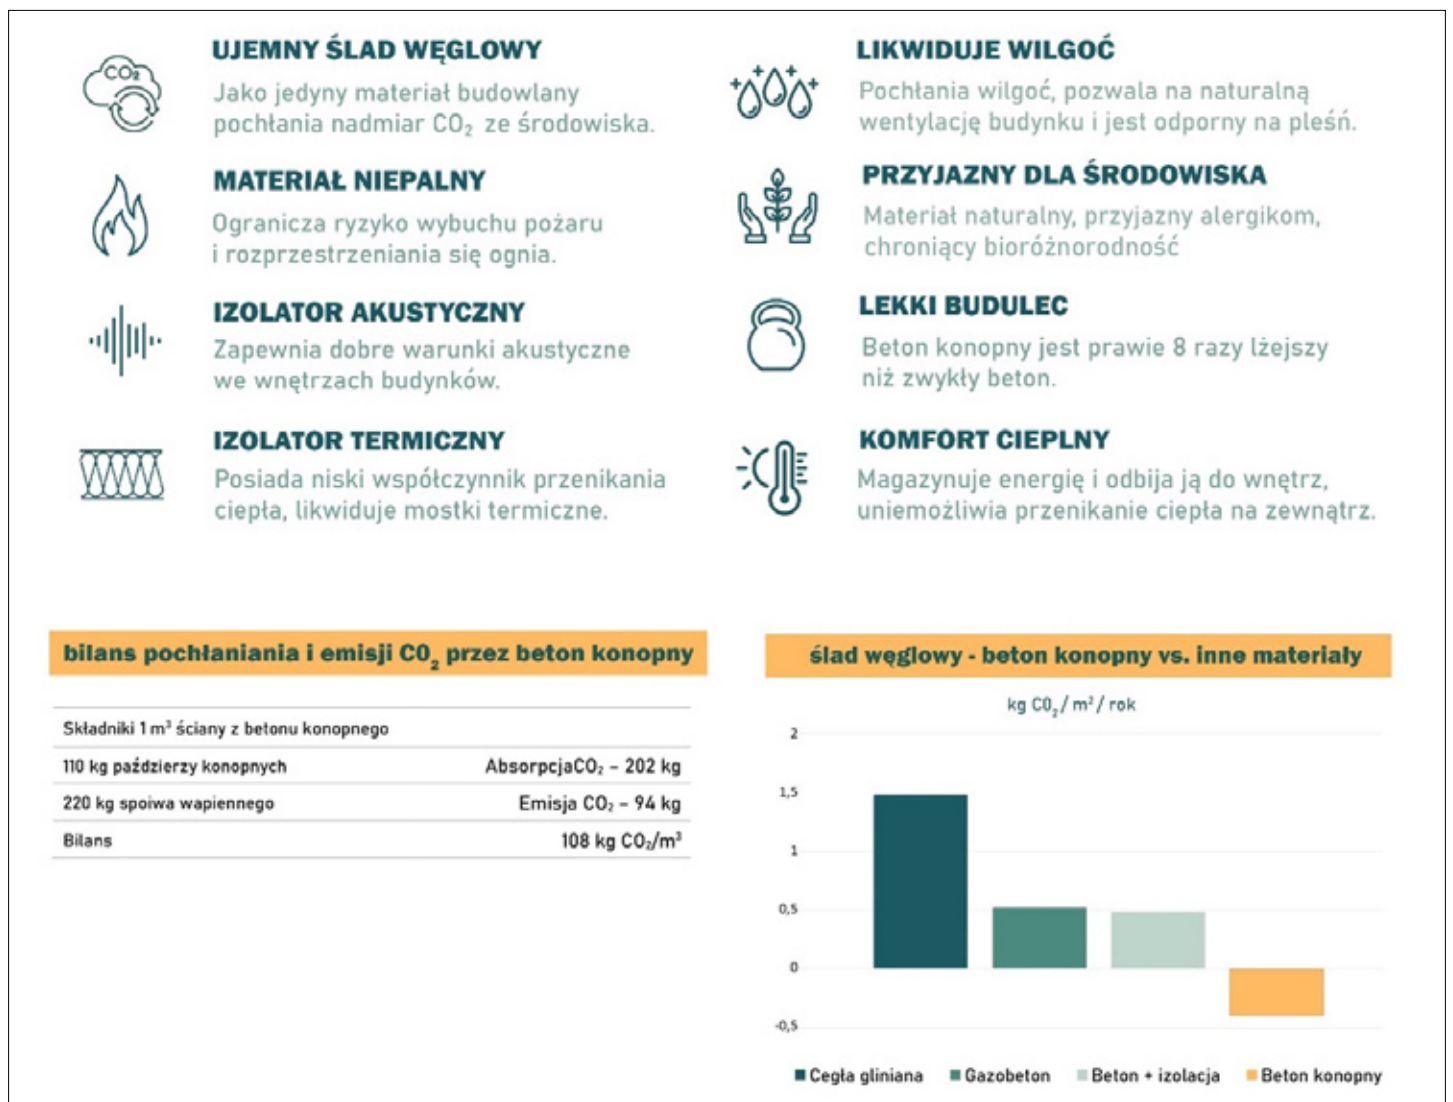 UJEMNY ŚLAD WĘGLOWY
Jako jedyny materiał budowlany
pochłania nadmiar CO₂ ze środowiska.
MATERIAŁ NIEPALNY
Ogranicza ryzyko wybuchu pożaru
i rozprzestrzeniania się ognia.
IZOLATOR AKUSTYCZNY
Zapewnia dobre warunki akustyczne
we wnętrzach budynków.
IZOLATOR TERMICZNY
Posiada niski współczynnik przenikania
ciepła, likwiduje mostki termiczne.
CO₂
LIKWIDUJE WILGOĆ
Pochłania wilgoć, pozwala na naturalną
wentylację budynku i jest odporny na pleśń.
PRZYJAZNY DLA ŚRODOWISKA
Materiał naturalny, przyjazny alergikom,
chroniący bioróżnorodność
LEKKI BUDULEC
Beton konopny jest prawie 8 razy lżejszy
niż zwykły beton.
KOMFORT CIEPLNY
Magazynuje energię i odbija ją do wnętrz,
uniemożliwia przenikanie ciepła na zewnątrz.
bilans pochłaniania i emisji CO₂ przez beton konopny
Składniki 1 m³ ściany z betonu konopnego
110 kg paździerzy konopnych AbsorpcjaCO₂ – 202 kg
220 kg spoiwa wapiennego Emisja CO₂ – 94 kg
Bilans 108 kg CO₂/m³
ślad węglowy - beton konopny vs. inne materiały
kg CO₂ / m² / rok
2
1,5
1
0,5
0
-0,5
Cegła gliniana Gazobeton Beton + izolacja Beton konopny